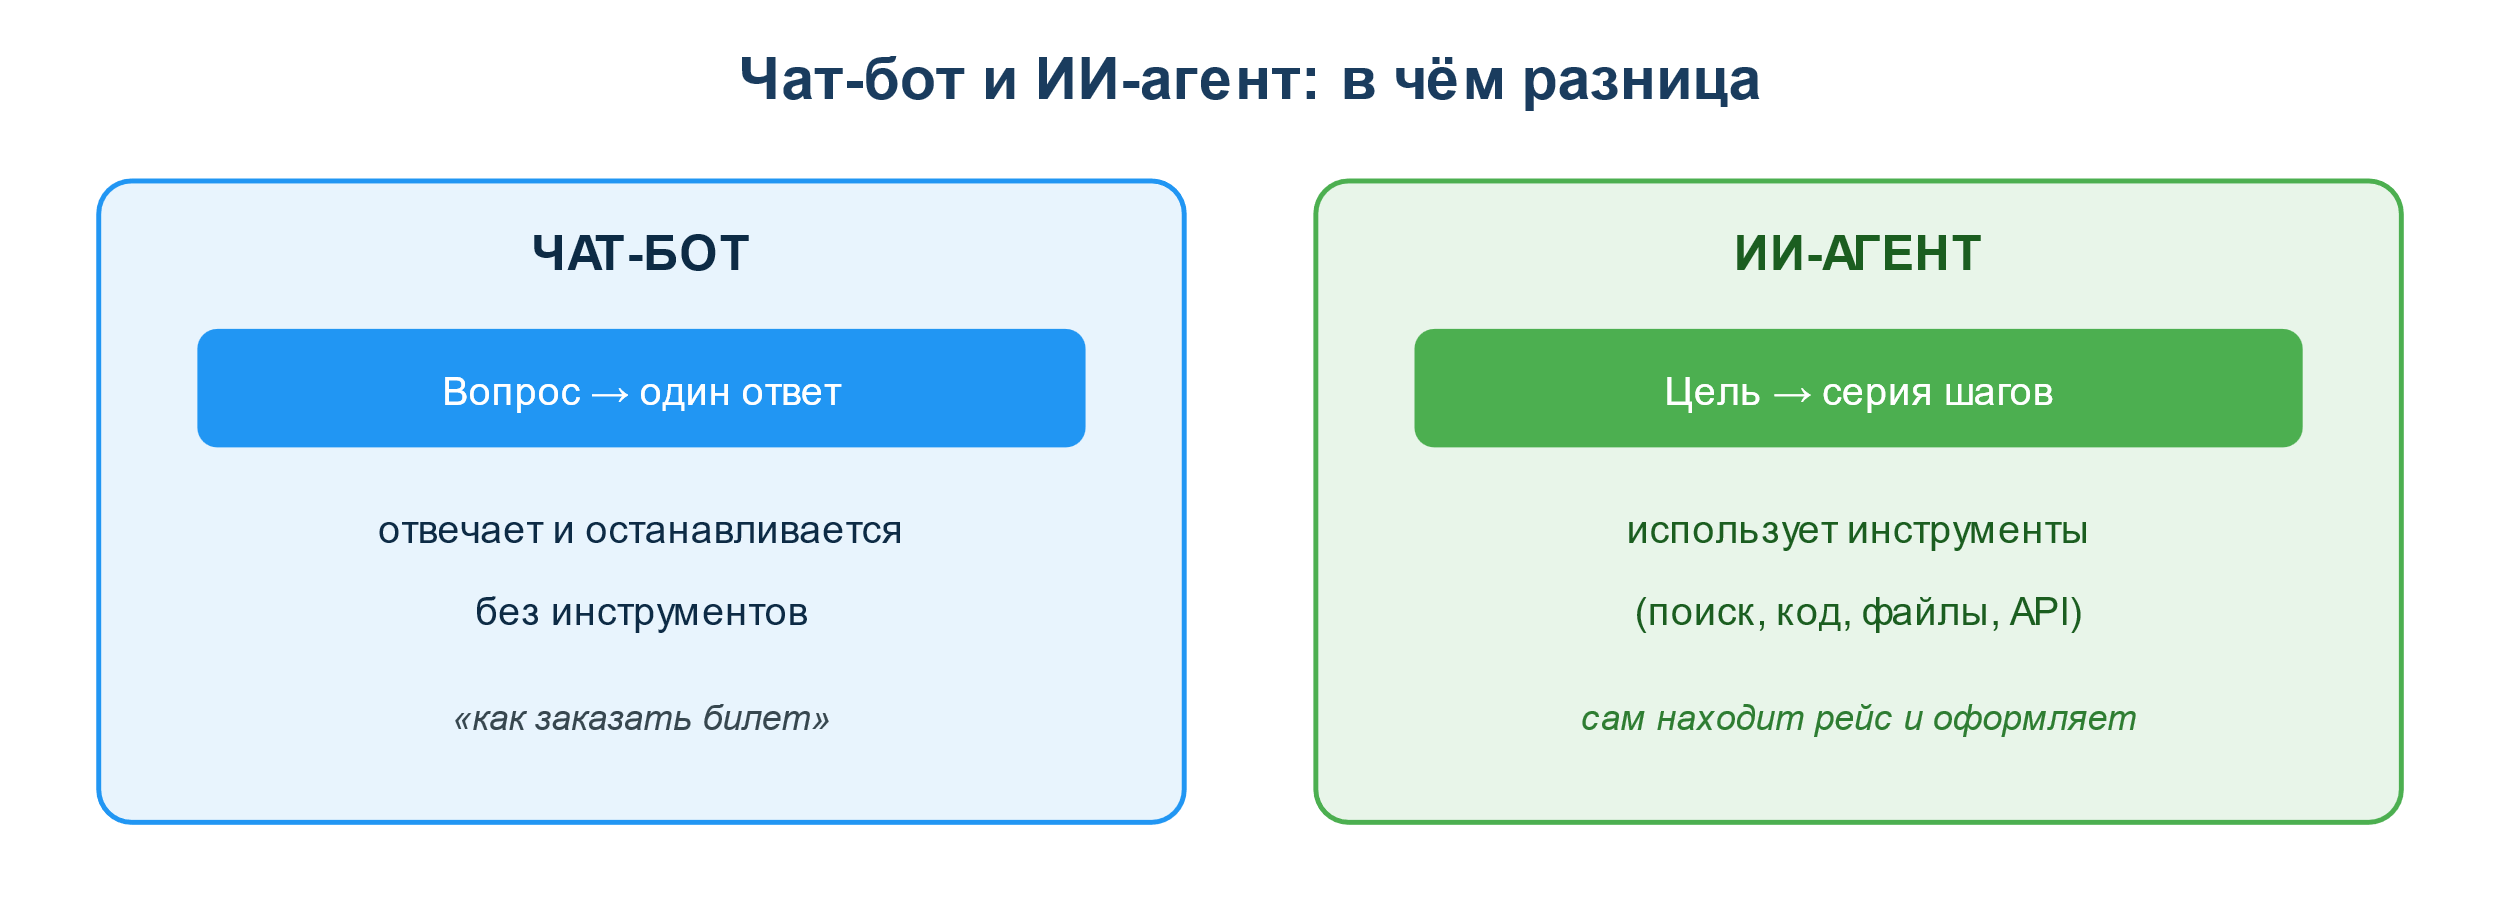 Чат-бот и ИИ-агент: в чём разница
ЧАТ-БОТ
Вопрос → один ответ
отвечает и останавливается
без инструментов
«как заказать билет»
ИИ-АГЕНТ
Цель → серия шагов
использует инструменты
(поиск, код, файлы, API)
сам находит рейс и оформляет